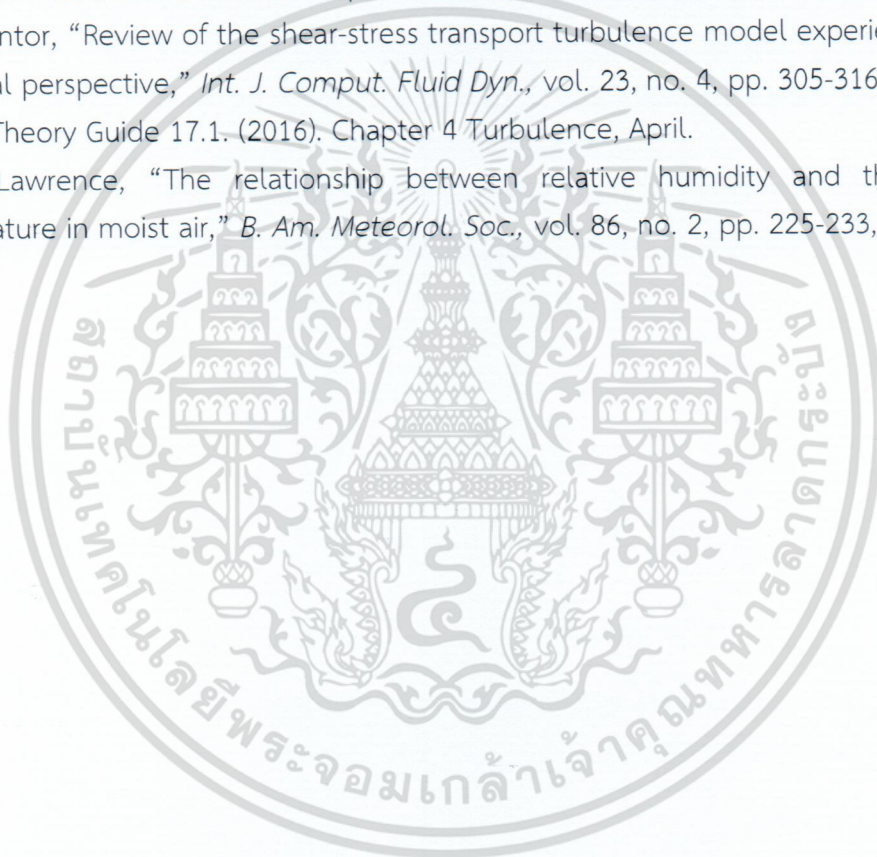 ntor, “Review of the shear-stress transport turbulence model experie
al perspective,” Int. J. Comput. Fluid Dyn., vol. 23, no. 4, pp. 305-316
Theory Guide 17.1. (2016). Chapter 4 Turbulence, April.
Lawrence, “The relationship between relative humidity and th
ature in moist air,” B. Am. Meteorol. Soc., vol. 86, no. 2, pp. 225-233,
สถาบันเทคโนโลยีพระจอมเกล้าเจ้าคุณทหารลาดกระบัง